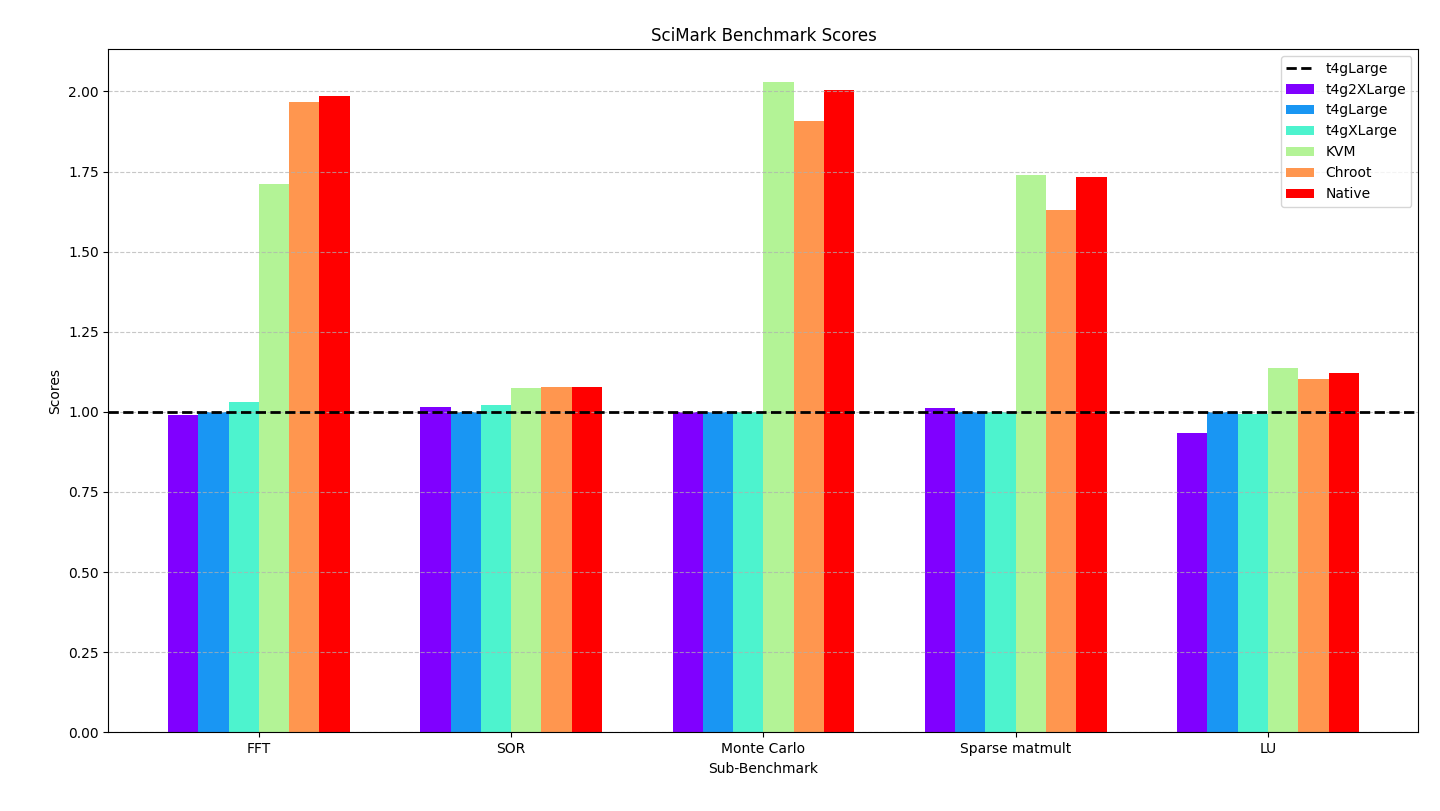 SciMark Benchmark Scores
t4gLarge
t4g2XLarge
t4gLarge
t4gXLarge
KVM
Chroot
Native
Scores
2.00
1.75
1.50
1.25
1.00
0.75
0.50
0.25
0.00
FFT SOR Monte Carlo Sparse matmult LU
Sub-Benchmark